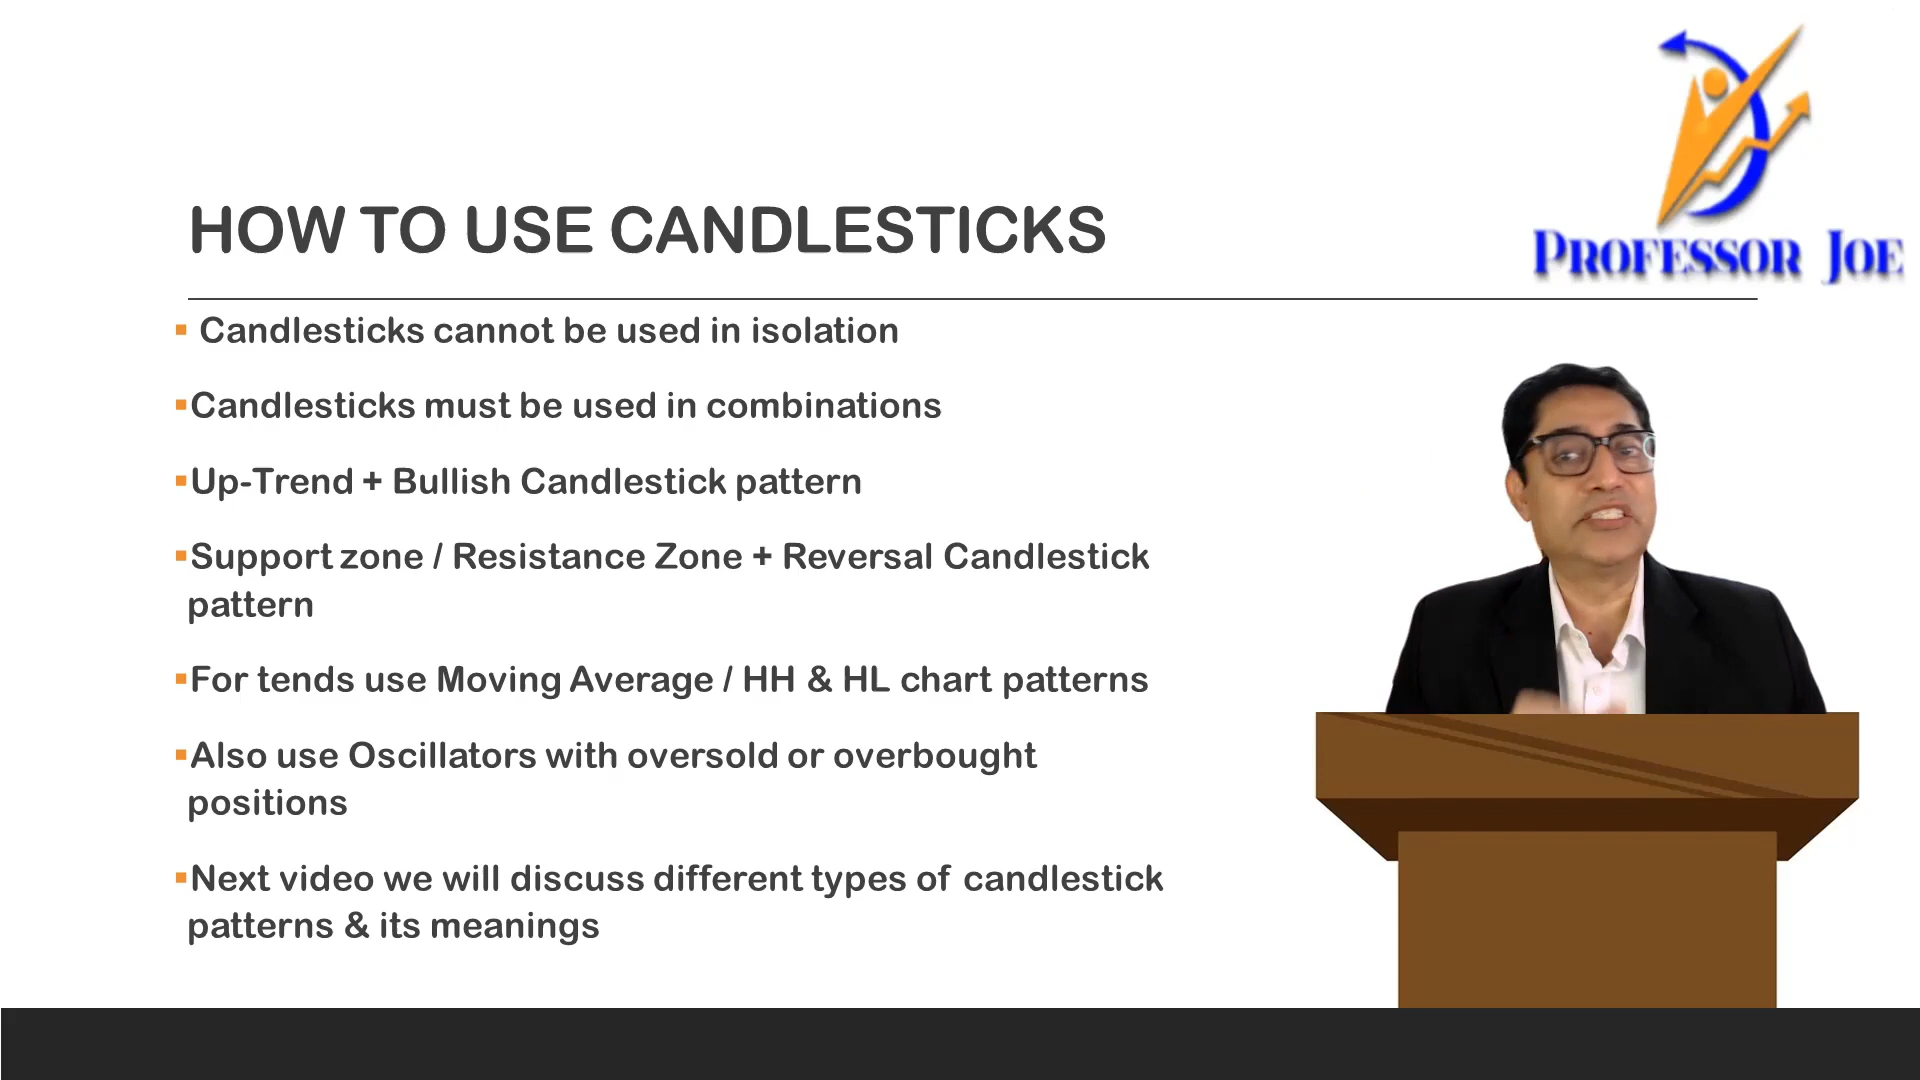 PROFESSOR JOE
HOW TO USE CANDLESTICKS
▪ Candlesticks cannot be used in isolation
▪Candlesticks must be used in combinations
▪Up-Trend + Bullish Candlestick pattern
▪Support zone / Resistance Zone + Reversal Candlestick
pattern
▪For tends use Moving Average / HH & HL chart patterns
▪Also use Oscillators with oversold or overbought
positions
▪Next video we will discuss different types of candlestick
patterns & its meanings